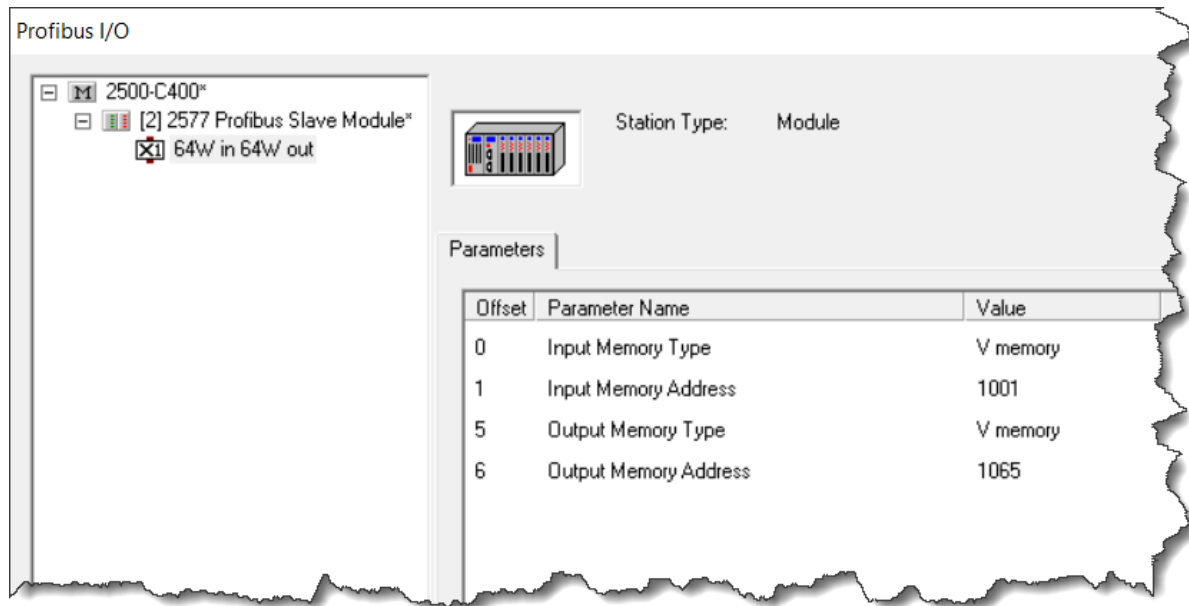 Profibus I/O
M 2500-C400*
[2] 2577 Profibus Slave Module*
X1 64W in 64W out
Station Type: Module
Parameters
Offset Parameter Name Value
0 Input Memory Type V memory
1 Input Memory Address 1001
5 Output Memory Type V memory
6 Output Memory Address 1065